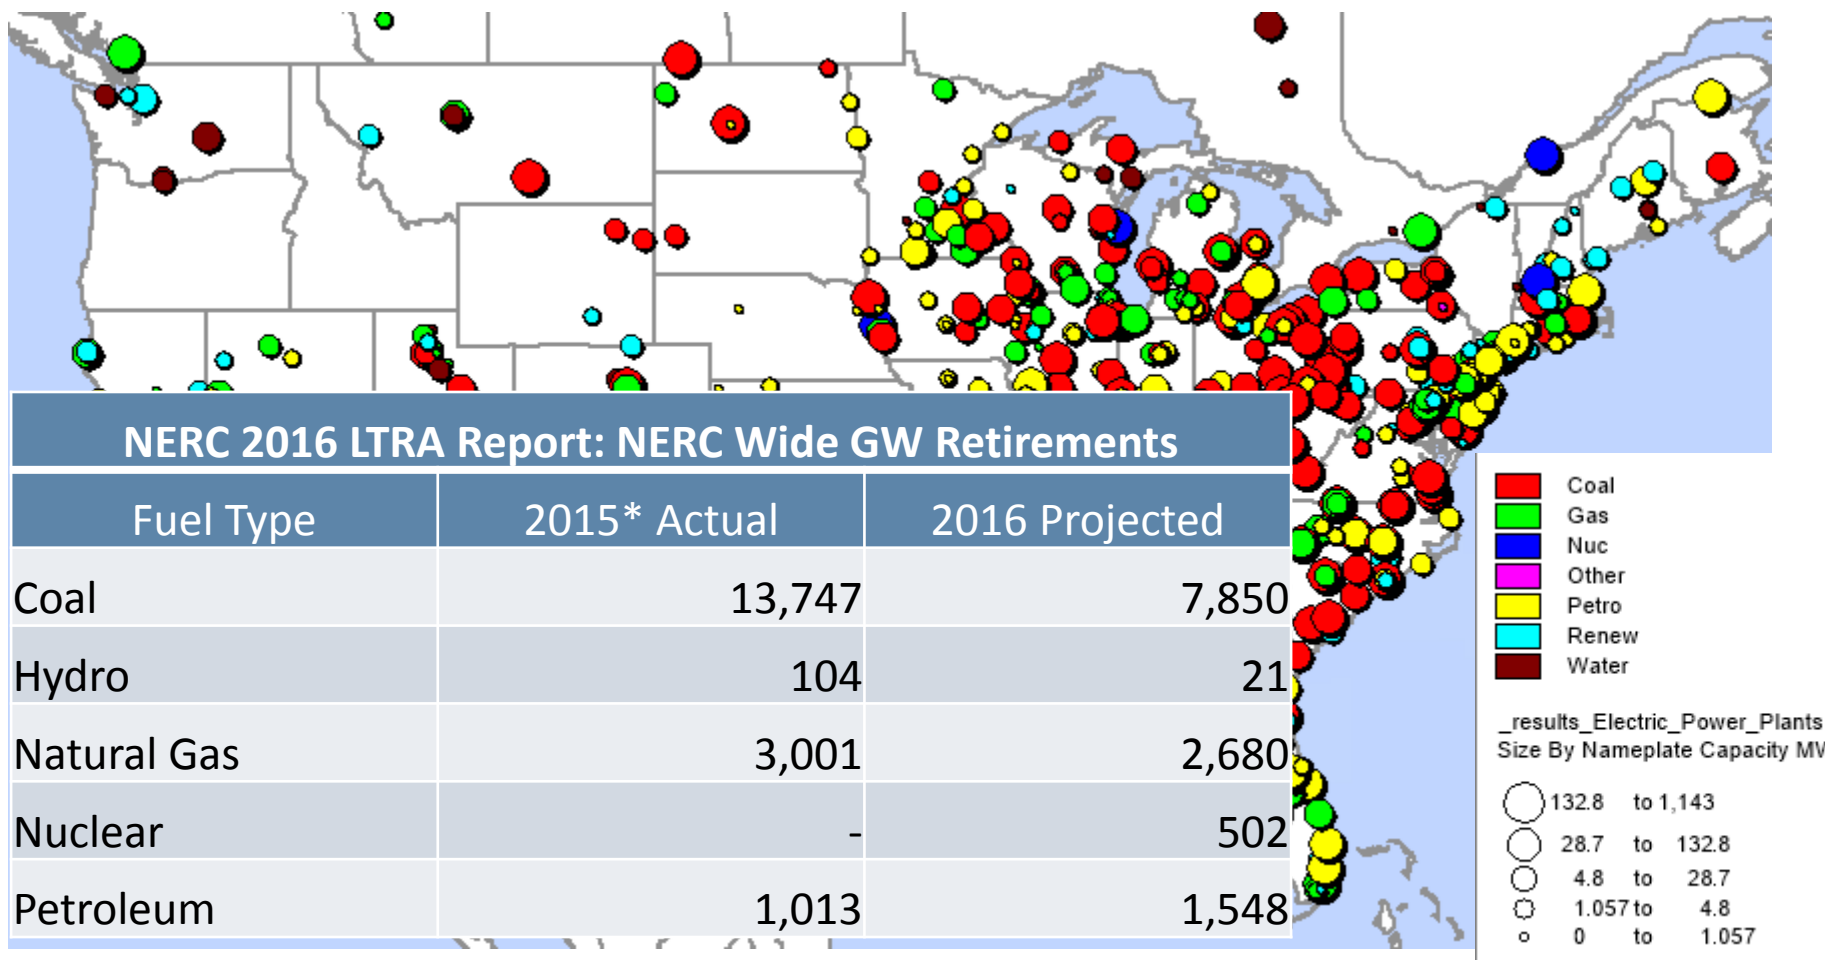 NERC 2016 LTRA Report: NERC Wide GW Retirements
Fuel Type 2015* Actual 2016 Projected
Coal 13,747 7,850
Hydro 104 21
Natural Gas 3,001 2,680
Nuclear - 502
Petroleum 1,013 1,548
Coal
Gas
Nuc
Other
Petro
Renew
Water
_results_Electric_Power_Plants
Size By Nameplate Capacity MW
132.8 to 1,143
28.7 to 132.8
4.8 to 28.7
1.057 to 4.8
0 to 1.057